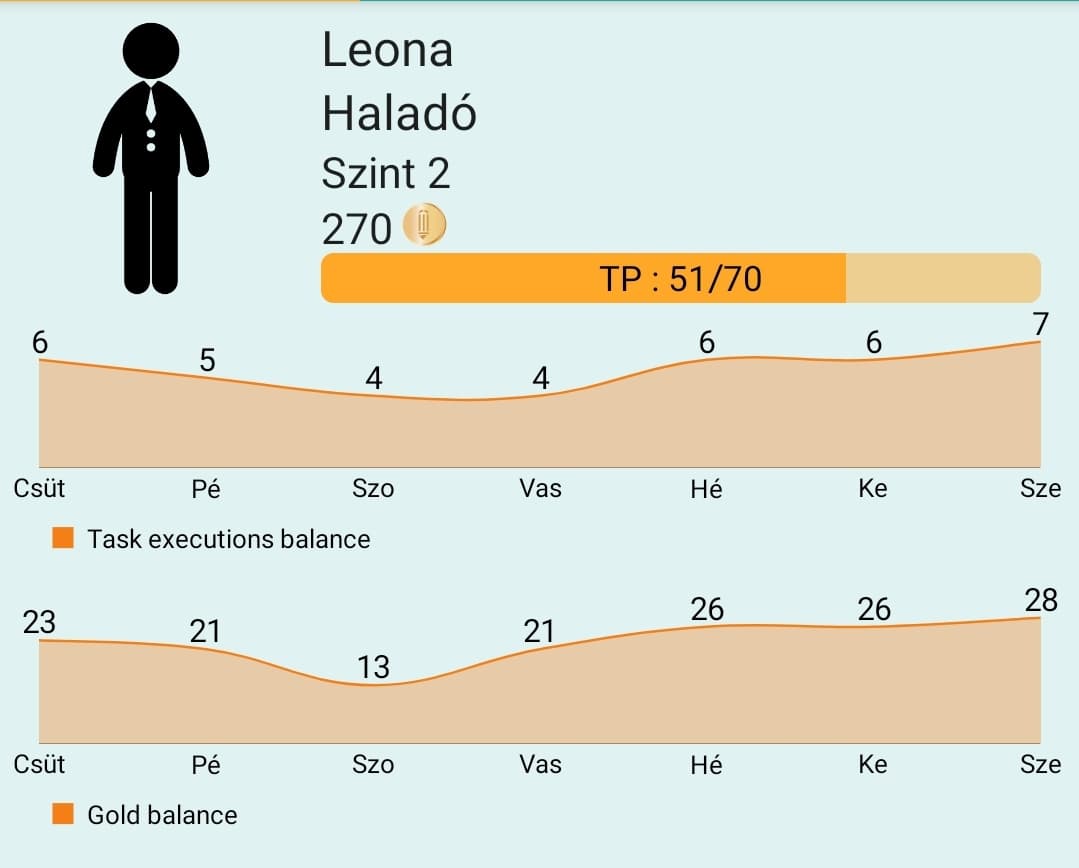 Leona
Haladó
Szint 2
270
TP : 51/70
6 5 4 4 6 6 7
Csüt Pé Szo Vas Hé Ke Sze
Task executions balance
23 21 13 21 26 26 28
Csüt Pé Szo Vas Hé Ke Sze
Gold balance